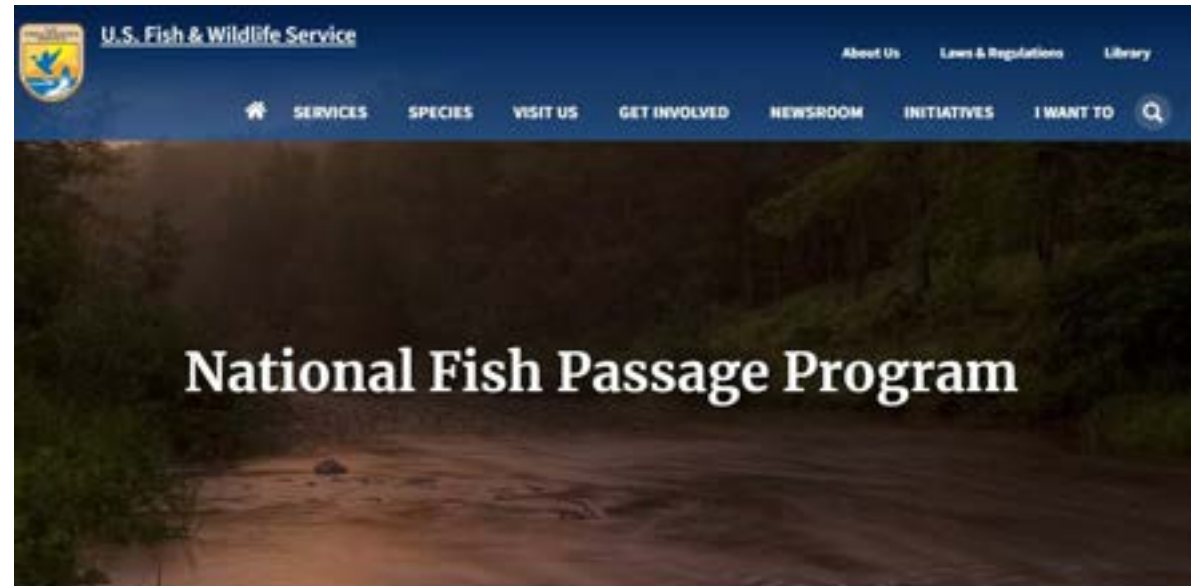 U.S. Fish & Wildlife Service
About Us Laws & Regulations Library
SERVICES SPECIES VISIT US GET INVOLVED NEWSROOM INITIATIVES I WANT TO
National Fish Passage Program